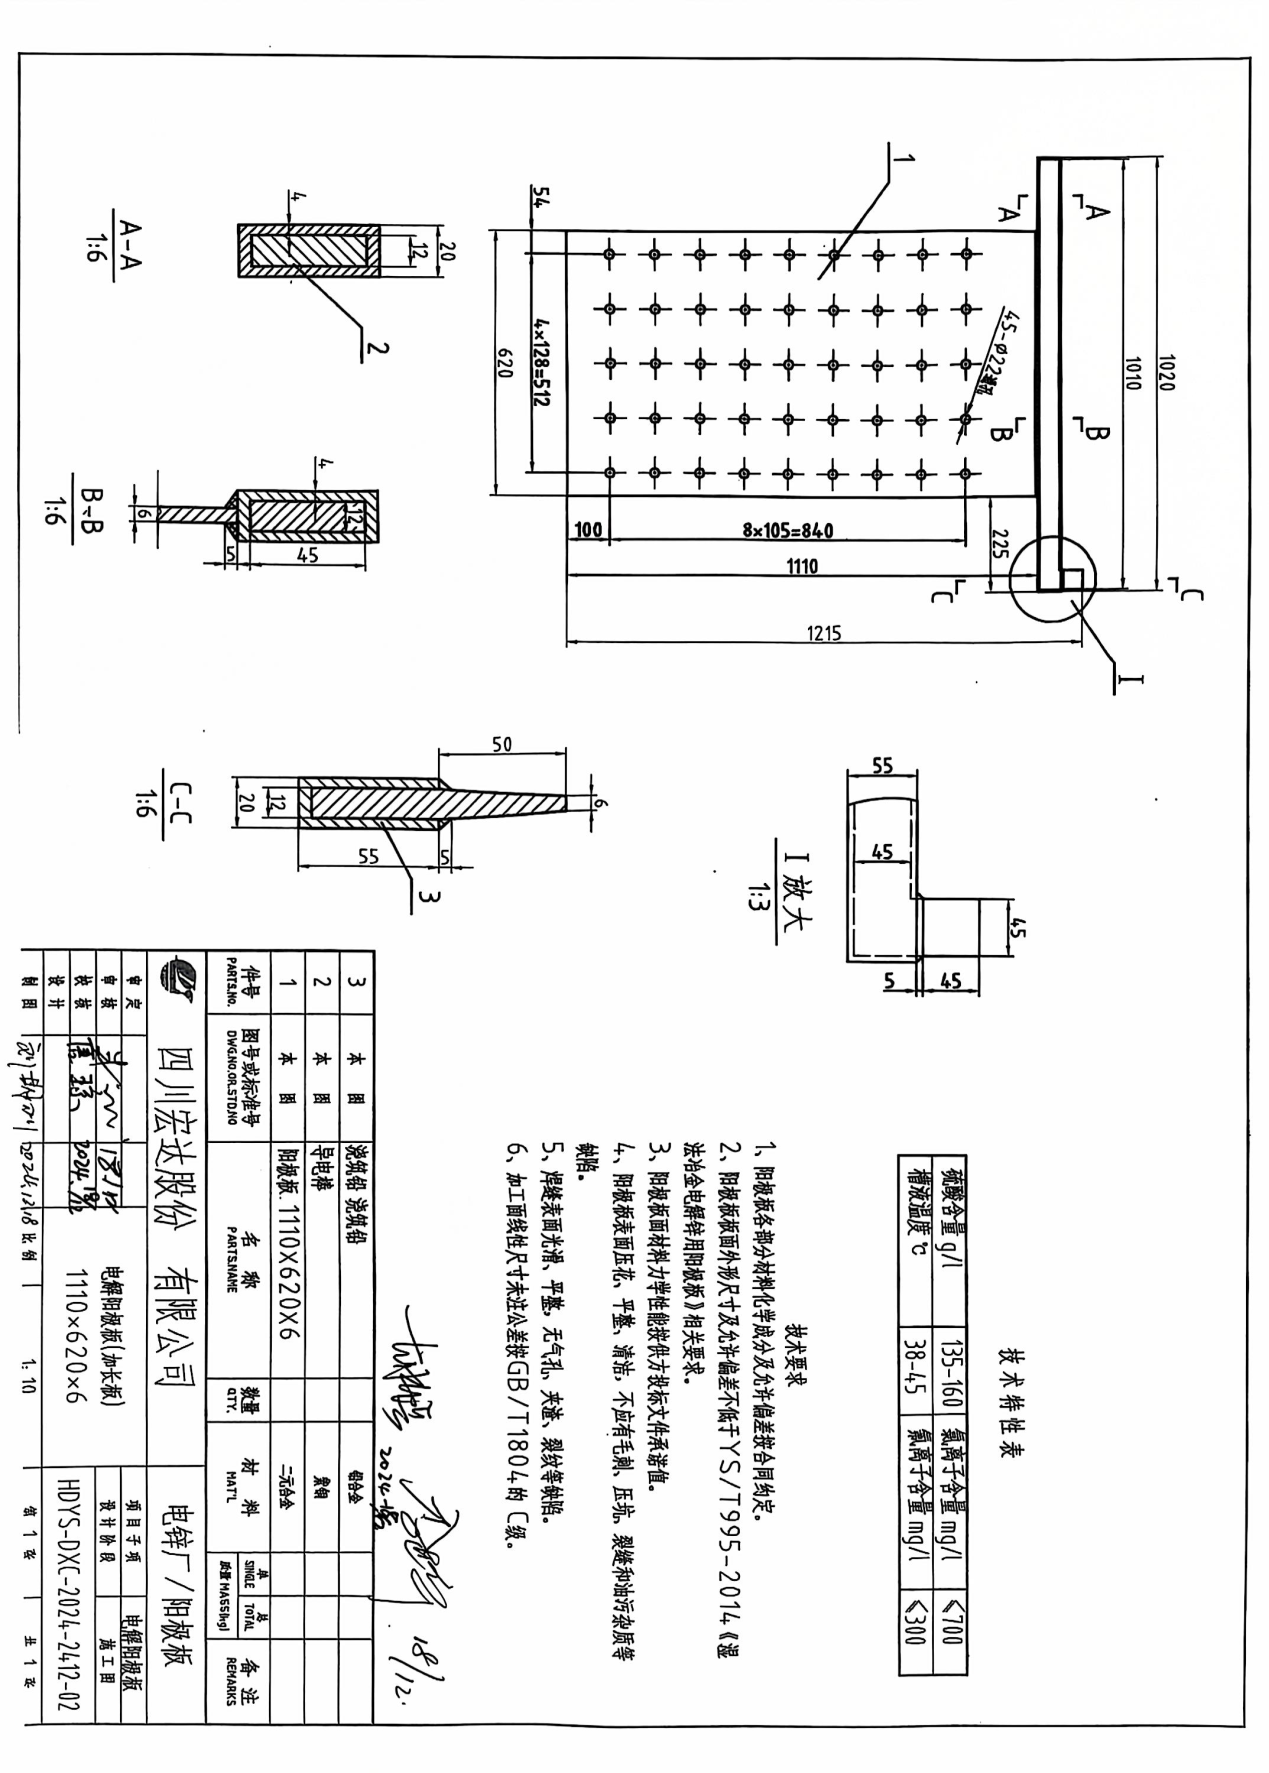 1020
1010
225
A
A
B
B
C
C
I
1
45-Ø22
54
4×128=512
620
100
8×105=840
1110
1215
4
12
20
2
A-A
1:6
4
12
6
5
45
B-B
1:6
50
6
12
20
55
5
3
C-C
1:6
55
45
45
5
45
I 放大
1:3
技术特性表
硫酸含量 g/l 135-160 氯离子含量 mg/l ≤700
槽液温度 ℃ 38-45 氟离子含量 mg/l ≤300
技术要求
1、阳极板各部分材料化学成分及允许偏差按合同约定。
2、阳极板板面外形尺寸及允许偏差不低于YS/T995-2014《湿
法冶金电解锌用阳极板》相关要求。
3、阳极板面材料力学性能按供方投标文件承诺值。
4、阳极板表面压花、平整、清洁，不应有毛刺、压坑、裂缝和油污杂质等
缺陷。
5、焊缝表面光滑、平整，无气孔、夹渣、裂纹等缺陷。
6、加工面线性尺寸未注公差按GB/T1804的C级。
2024.
18/12.
3 本图 浇筑铅 浇筑铅 铅合金
2 本图 导电棒 紫铜
1 本图 阳极板.1110X620X6 二元合金
件号 图号或标准号 名称 数量 材料 单 总 备注
PARTS.NO. DWG.NO.OR.STD.NO PARTS.NAME QTY. MAT'L SINGLE TOTAL REMARKS
质量MASS(kg)
四川宏达股份 有限公司
电锌厂/阳极板
审定
审核
校核 2024.
设计
制图 2024.12.18
电解阳极板(加长板)
1110×620×6
比例 1:10
项目子项 电解阳极板
设计阶段 施工图
HDYS-DXC-2024-2412-02
第 1 张 共 1 张